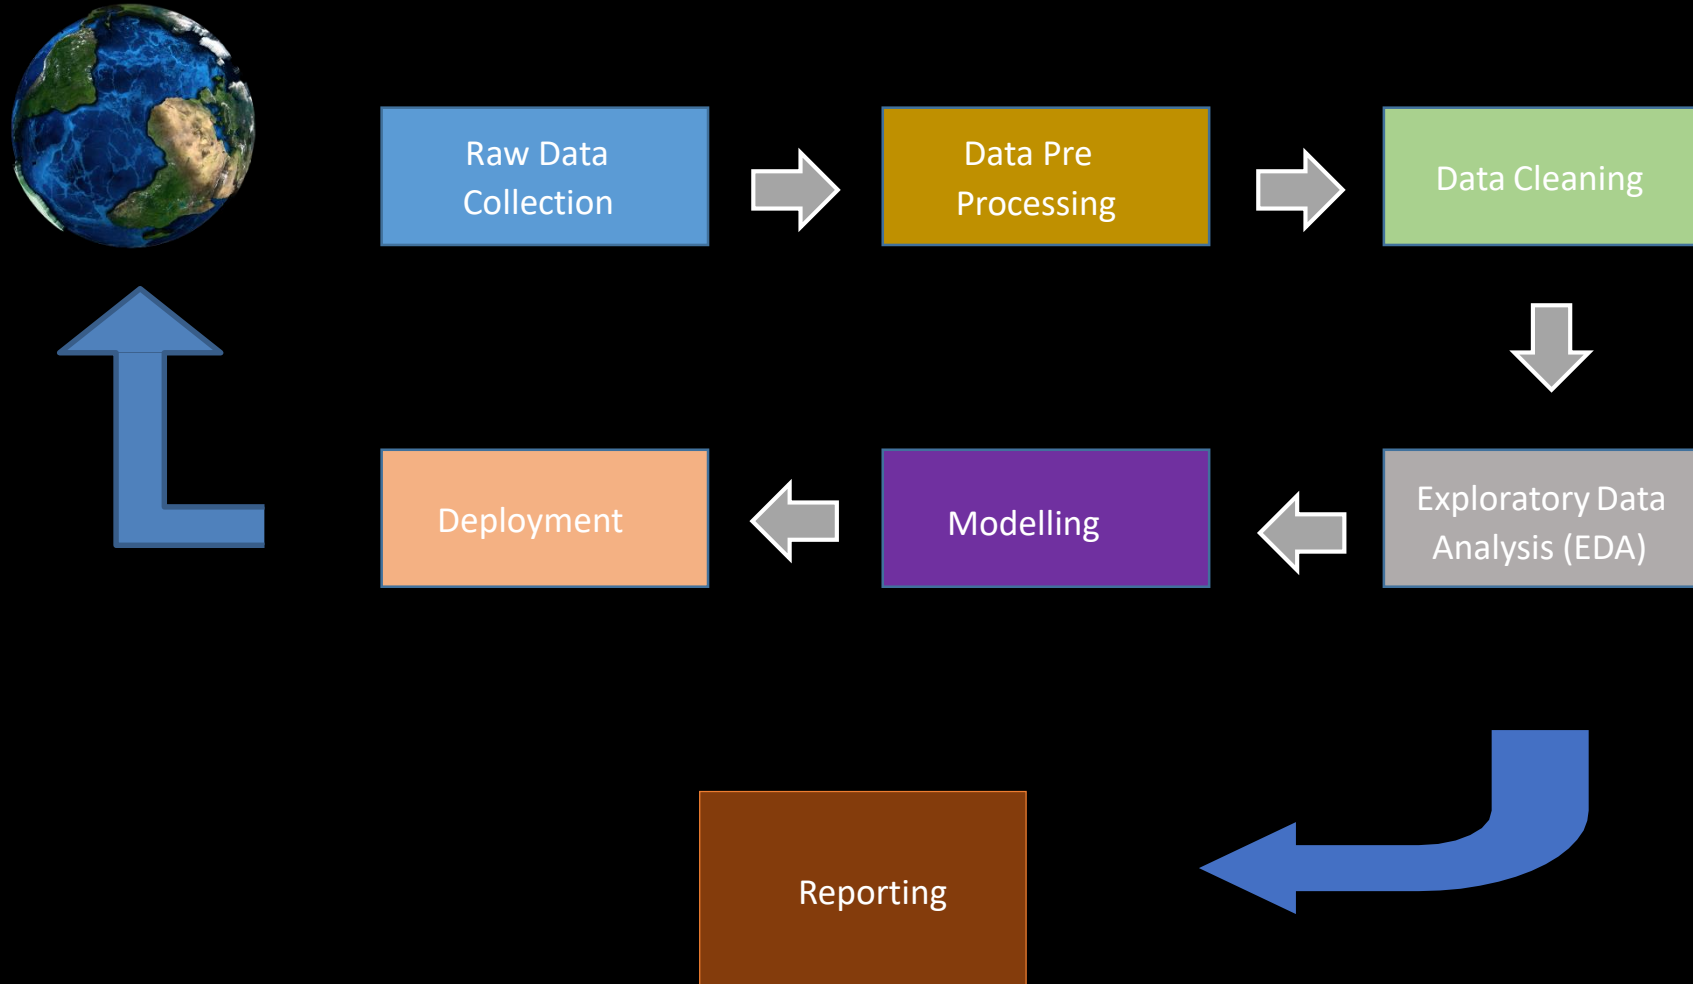 Raw Data
Collection
Data Pre
Processing
Data Cleaning
Deployment
Modelling
Exploratory Data
Analysis (EDA)
Reporting